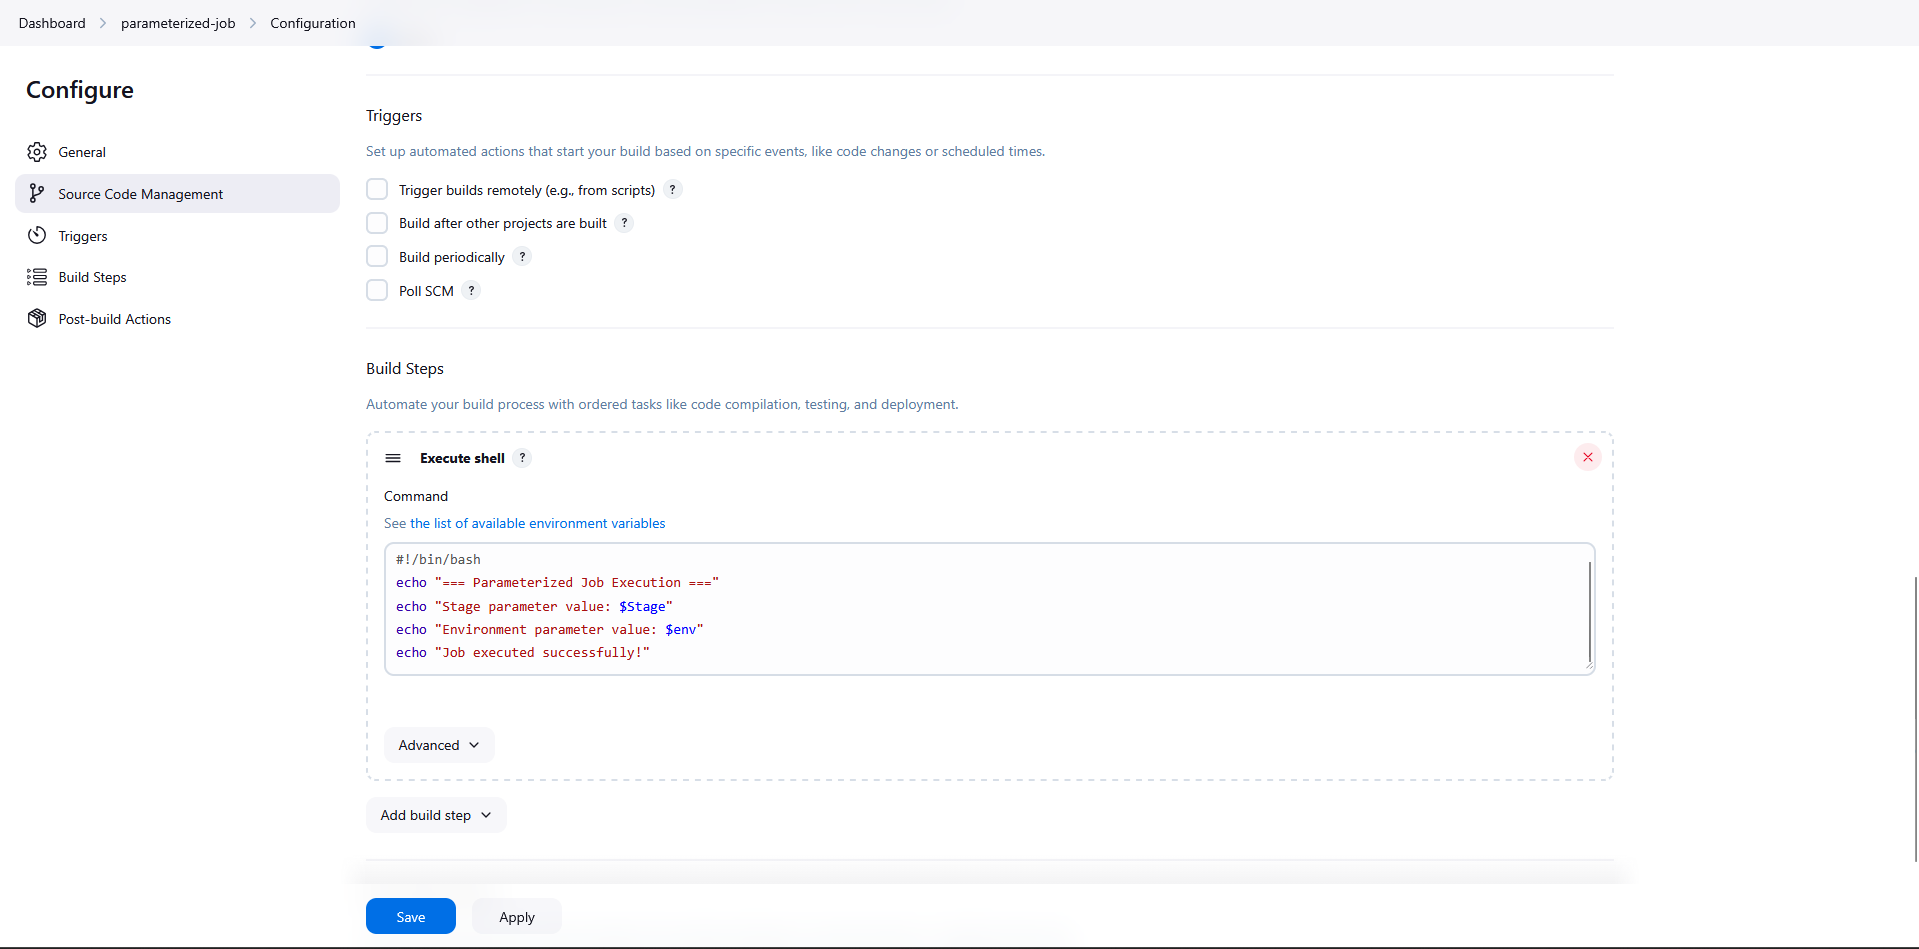 Dashboard > parameterized-job > Configuration
Configure
General
Source Code Management
Triggers
Build Steps
Post-build Actions
Triggers
Set up automated actions that start your build based on specific events, like code changes or scheduled times.
Trigger builds remotely (e.g., from scripts) ?
Build after other projects are built ?
Build periodically ?
Poll SCM ?
Build Steps
Automate your build process with ordered tasks like code compilation, testing, and deployment.
Execute shell ?
Command
See the list of available environment variables
#!/bin/bash
echo "=== Parameterized Job Execution ==="
echo "Stage parameter value: $Stage"
echo "Environment parameter value: $env"
echo "Job executed successfully!"
Advanced
Add build step
Save Apply